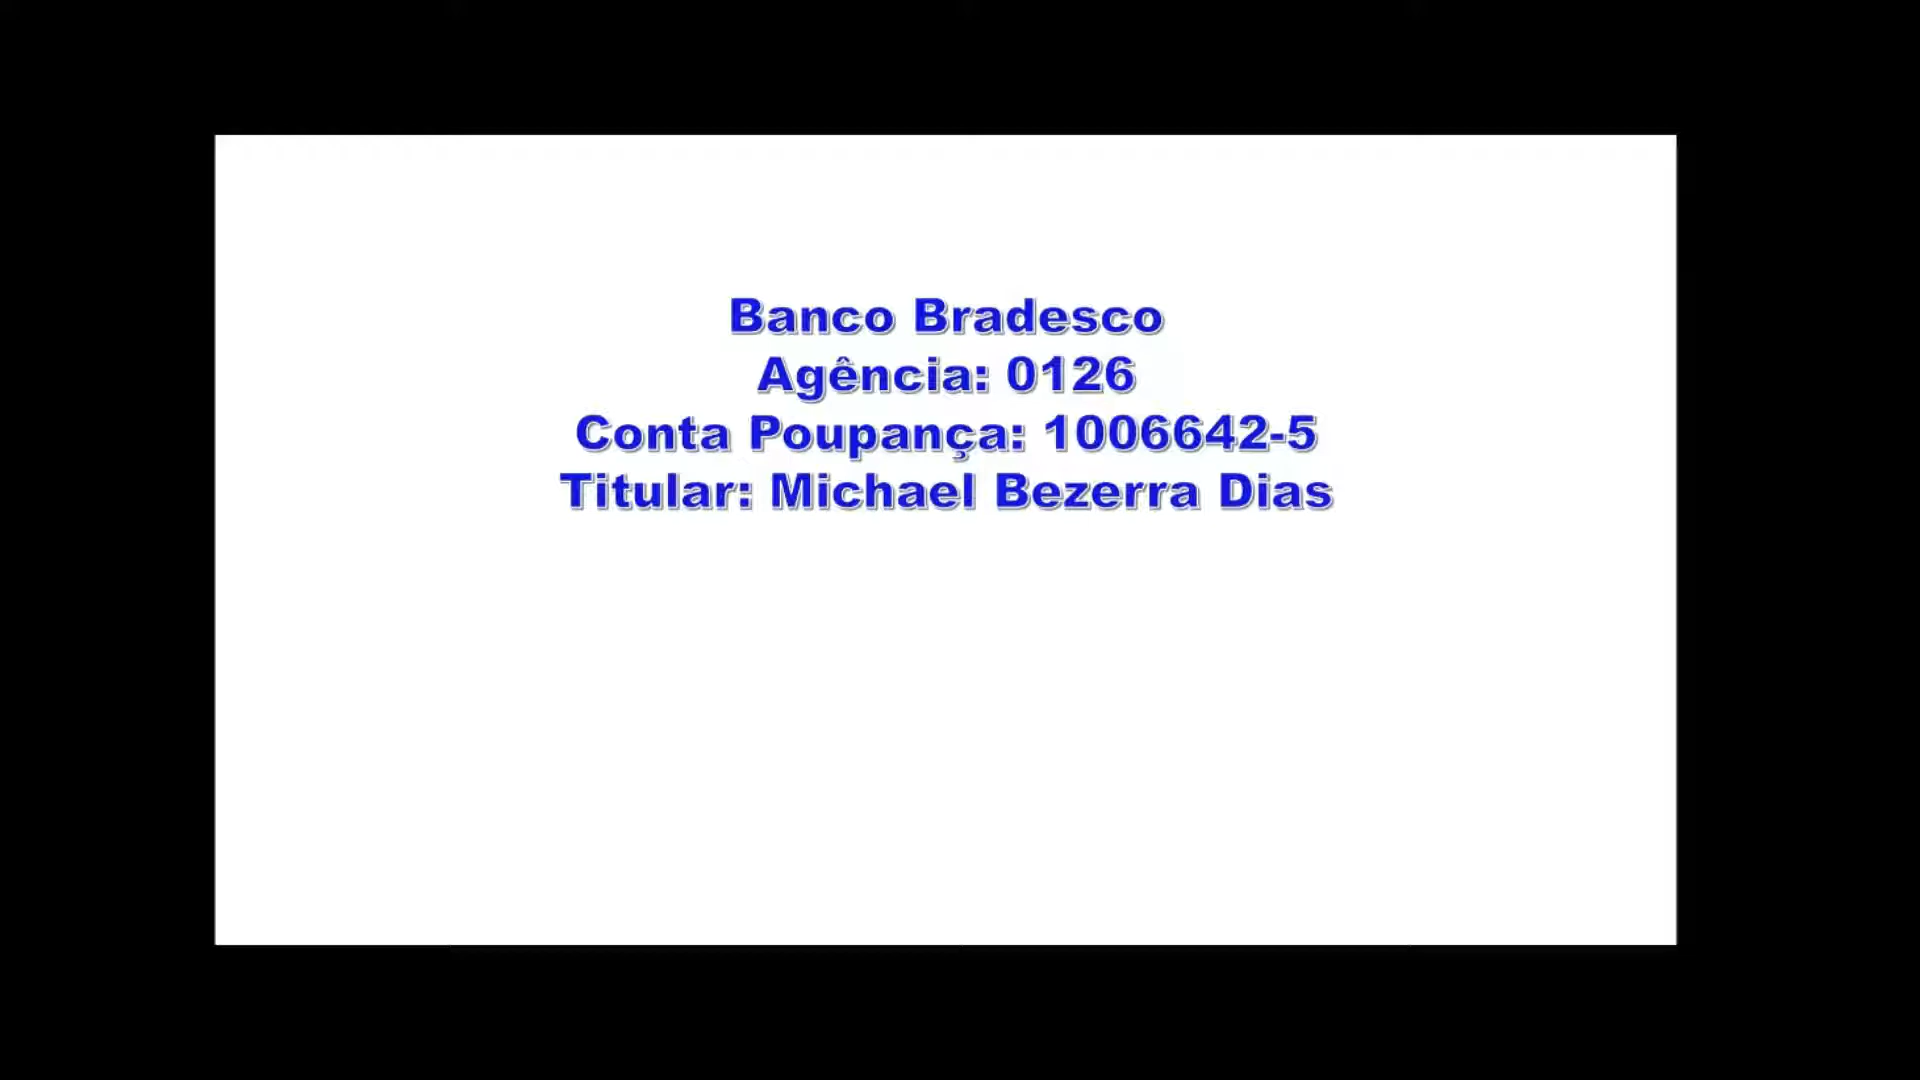 Banco Bradesco
Agência: 0126
Conta Poupança: 1006642-5
Titular: Michael Bezerra Dias